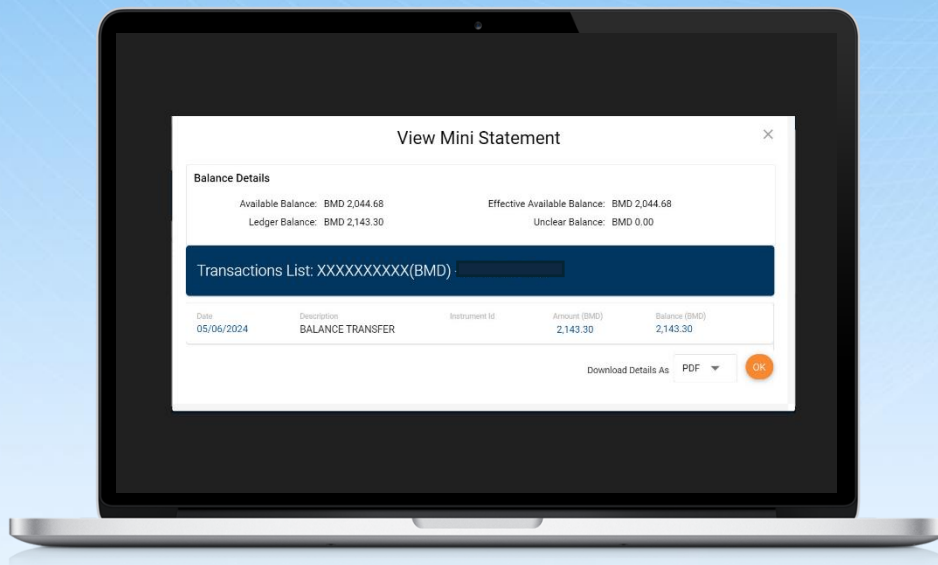 View Mini Statement ×
Balance Details
Available Balance: BMD 2,044.68 Effective Available Balance: BMD 2,044.68
Ledger Balance: BMD 2,143.30 Unclear Balance: BMD 0.00
Transactions List: XXXXXXXXXX(BMD) -
Date Description Instrument Id Amount (BMD) Balance (BMD)
05/06/2024 BALANCE TRANSFER 2,143.30 2,143.30
Download Details As PDF OK